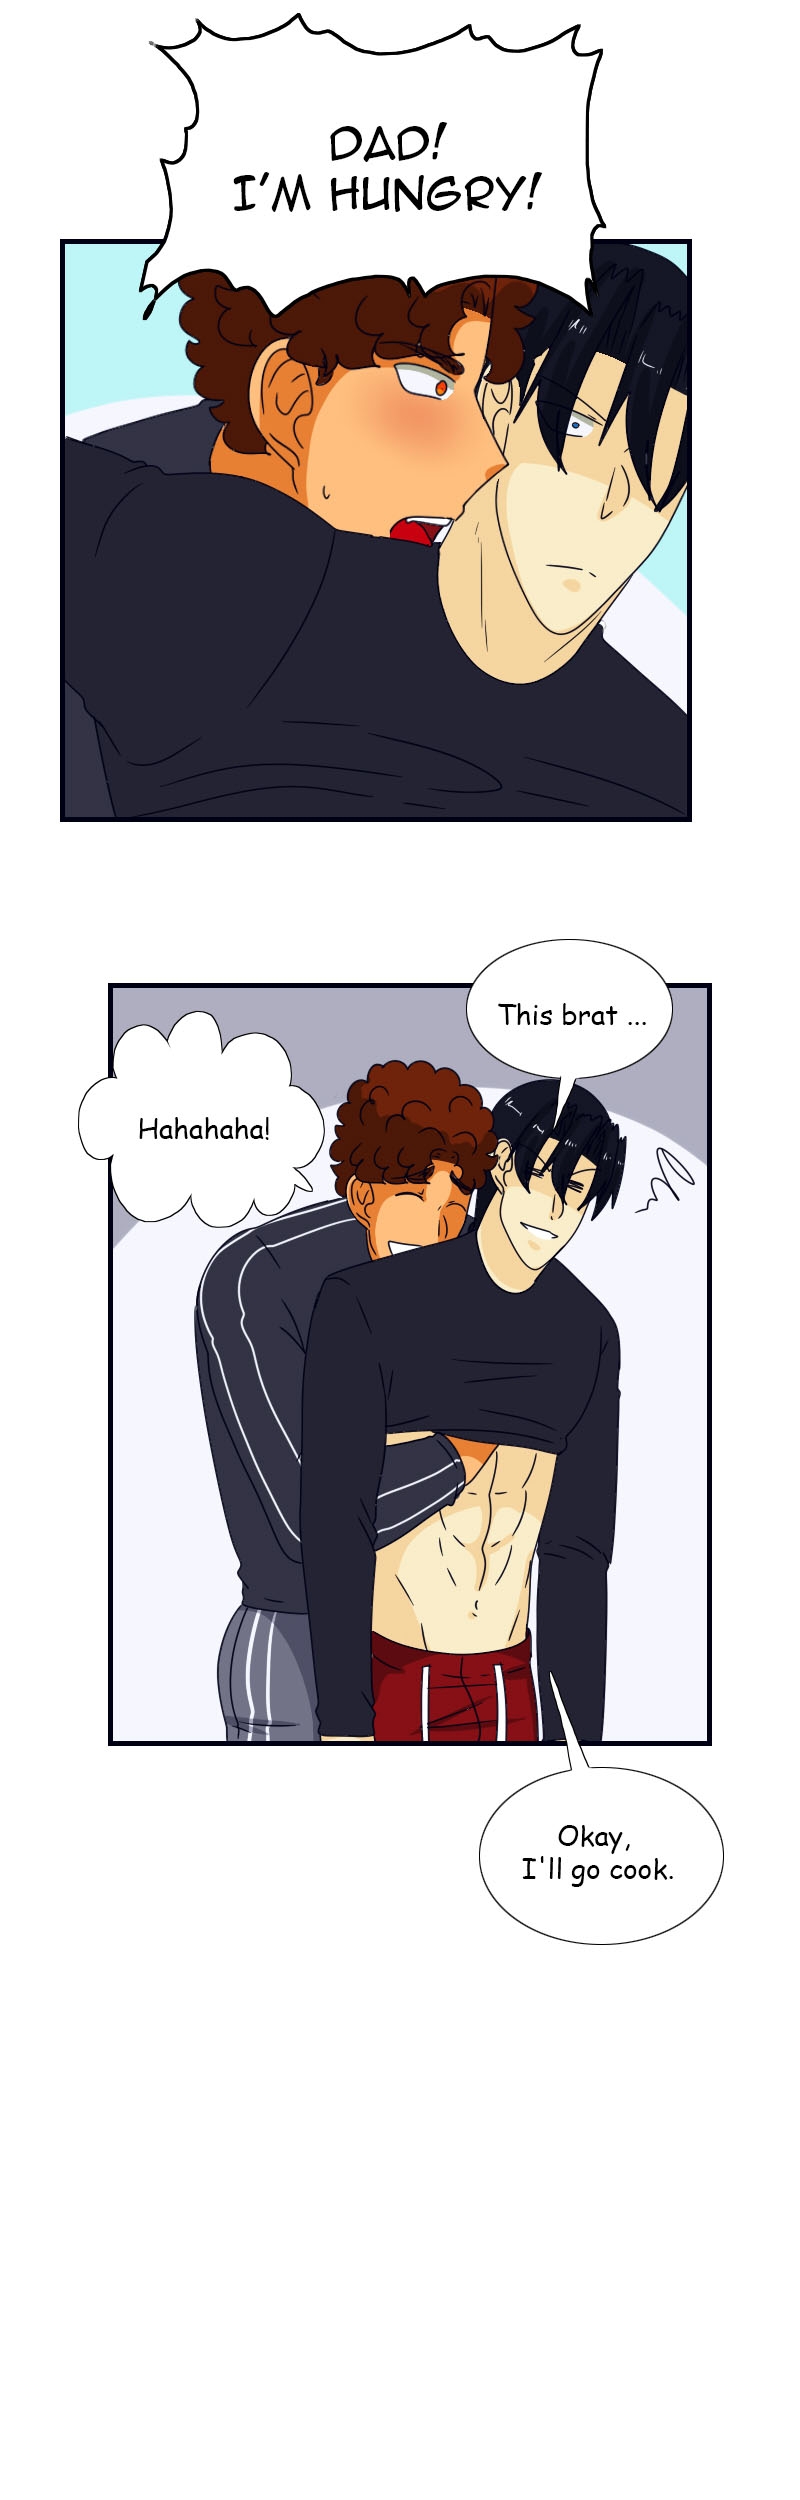 DAD!
I'M HUNGRY!
This brat ...
Hahahaha!
Okay,
I'll go cook.